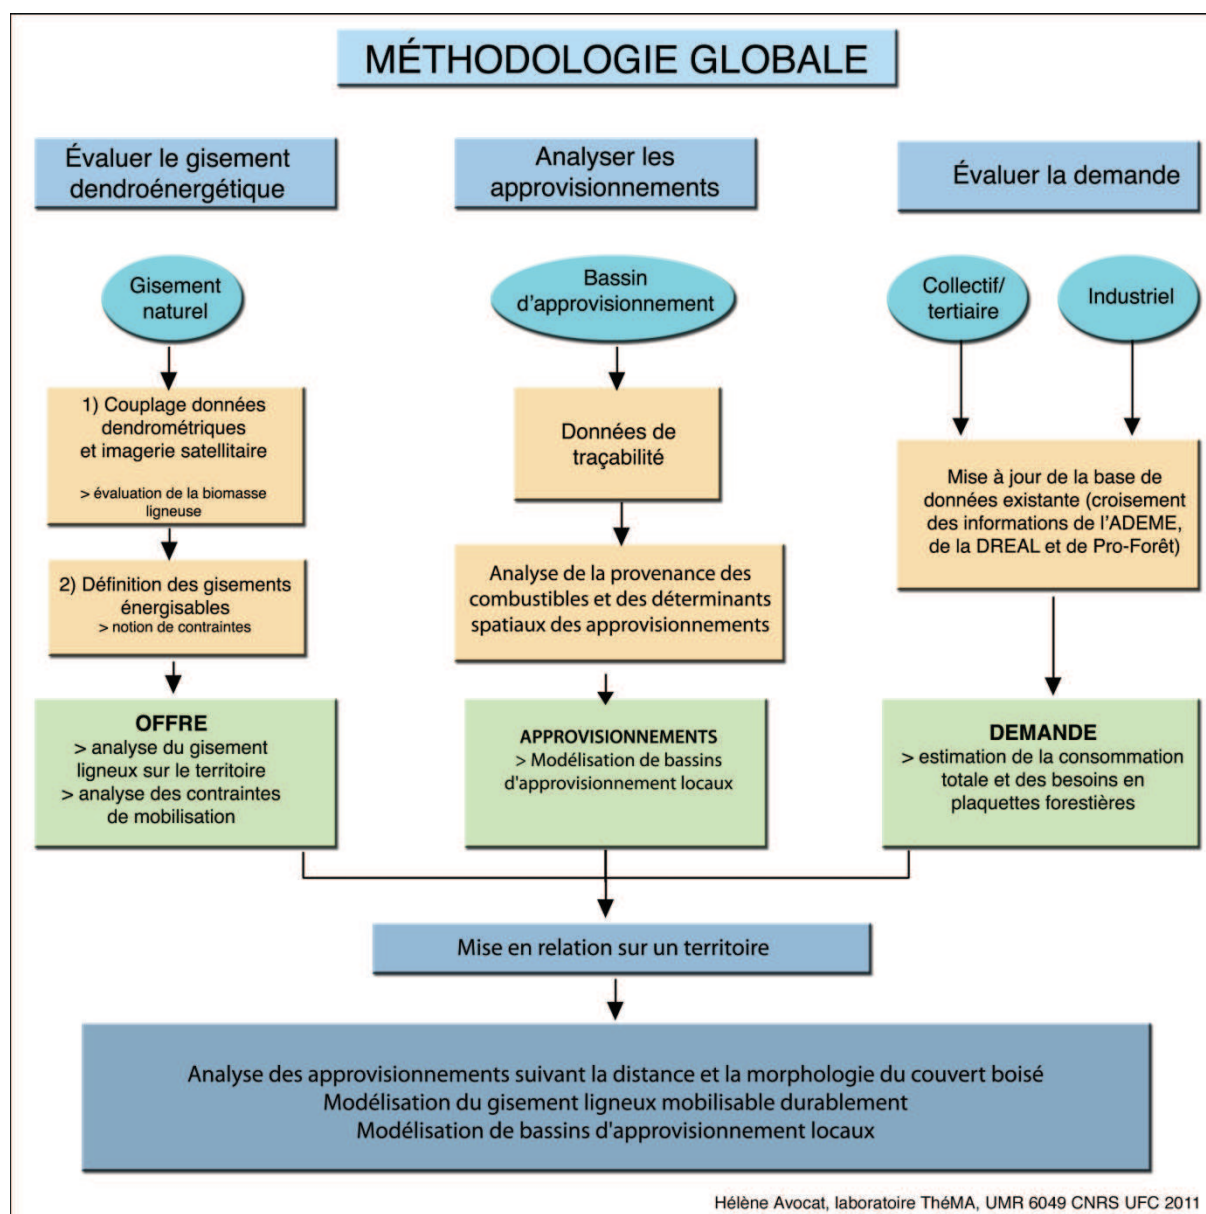 MÉTHODOLOGIE GLOBALE
Évaluer le gisement
dendroénergétique
Gisement
naturel
1) Couplage données
dendrométriques
et imagerie satellitaire
> évaluation de la biomasse
ligneuse
2) Définition des gisements
énergisables
> notion de contraintes
OFFRE
> analyse du gisement
ligneux sur le territoire
> analyse des contraintes
de mobilisation
Analyser les
approvisionnements
Bassin
d'approvisionnement
Données de
traçabilité
Analyse de la provenance des
combustibles et des déterminants
spatiaux des approvisionnements
APPROVISIONNEMENTS
> Modélisation de bassins
d'approvisionnement locaux
Évaluer la demande
Collectif/
tertiaire
Industriel
Mise à jour de la base de
données existante (croisement
des informations de l'ADEME,
de la DREAL et de Pro-Forêt)
DEMANDE
> estimation de la consommation
totale et des besoins en
plaquettes forestières
Mise en relation sur un territoire
Analyse des approvisionnements suivant la distance et la morphologie du couvert boisé
Modélisation du gisement ligneux mobilisable durablement
Modélisation de bassins d'approvisionnement locaux
Hélène Avocat, laboratoire ThéMA, UMR 6049 CNRS UFC 2011